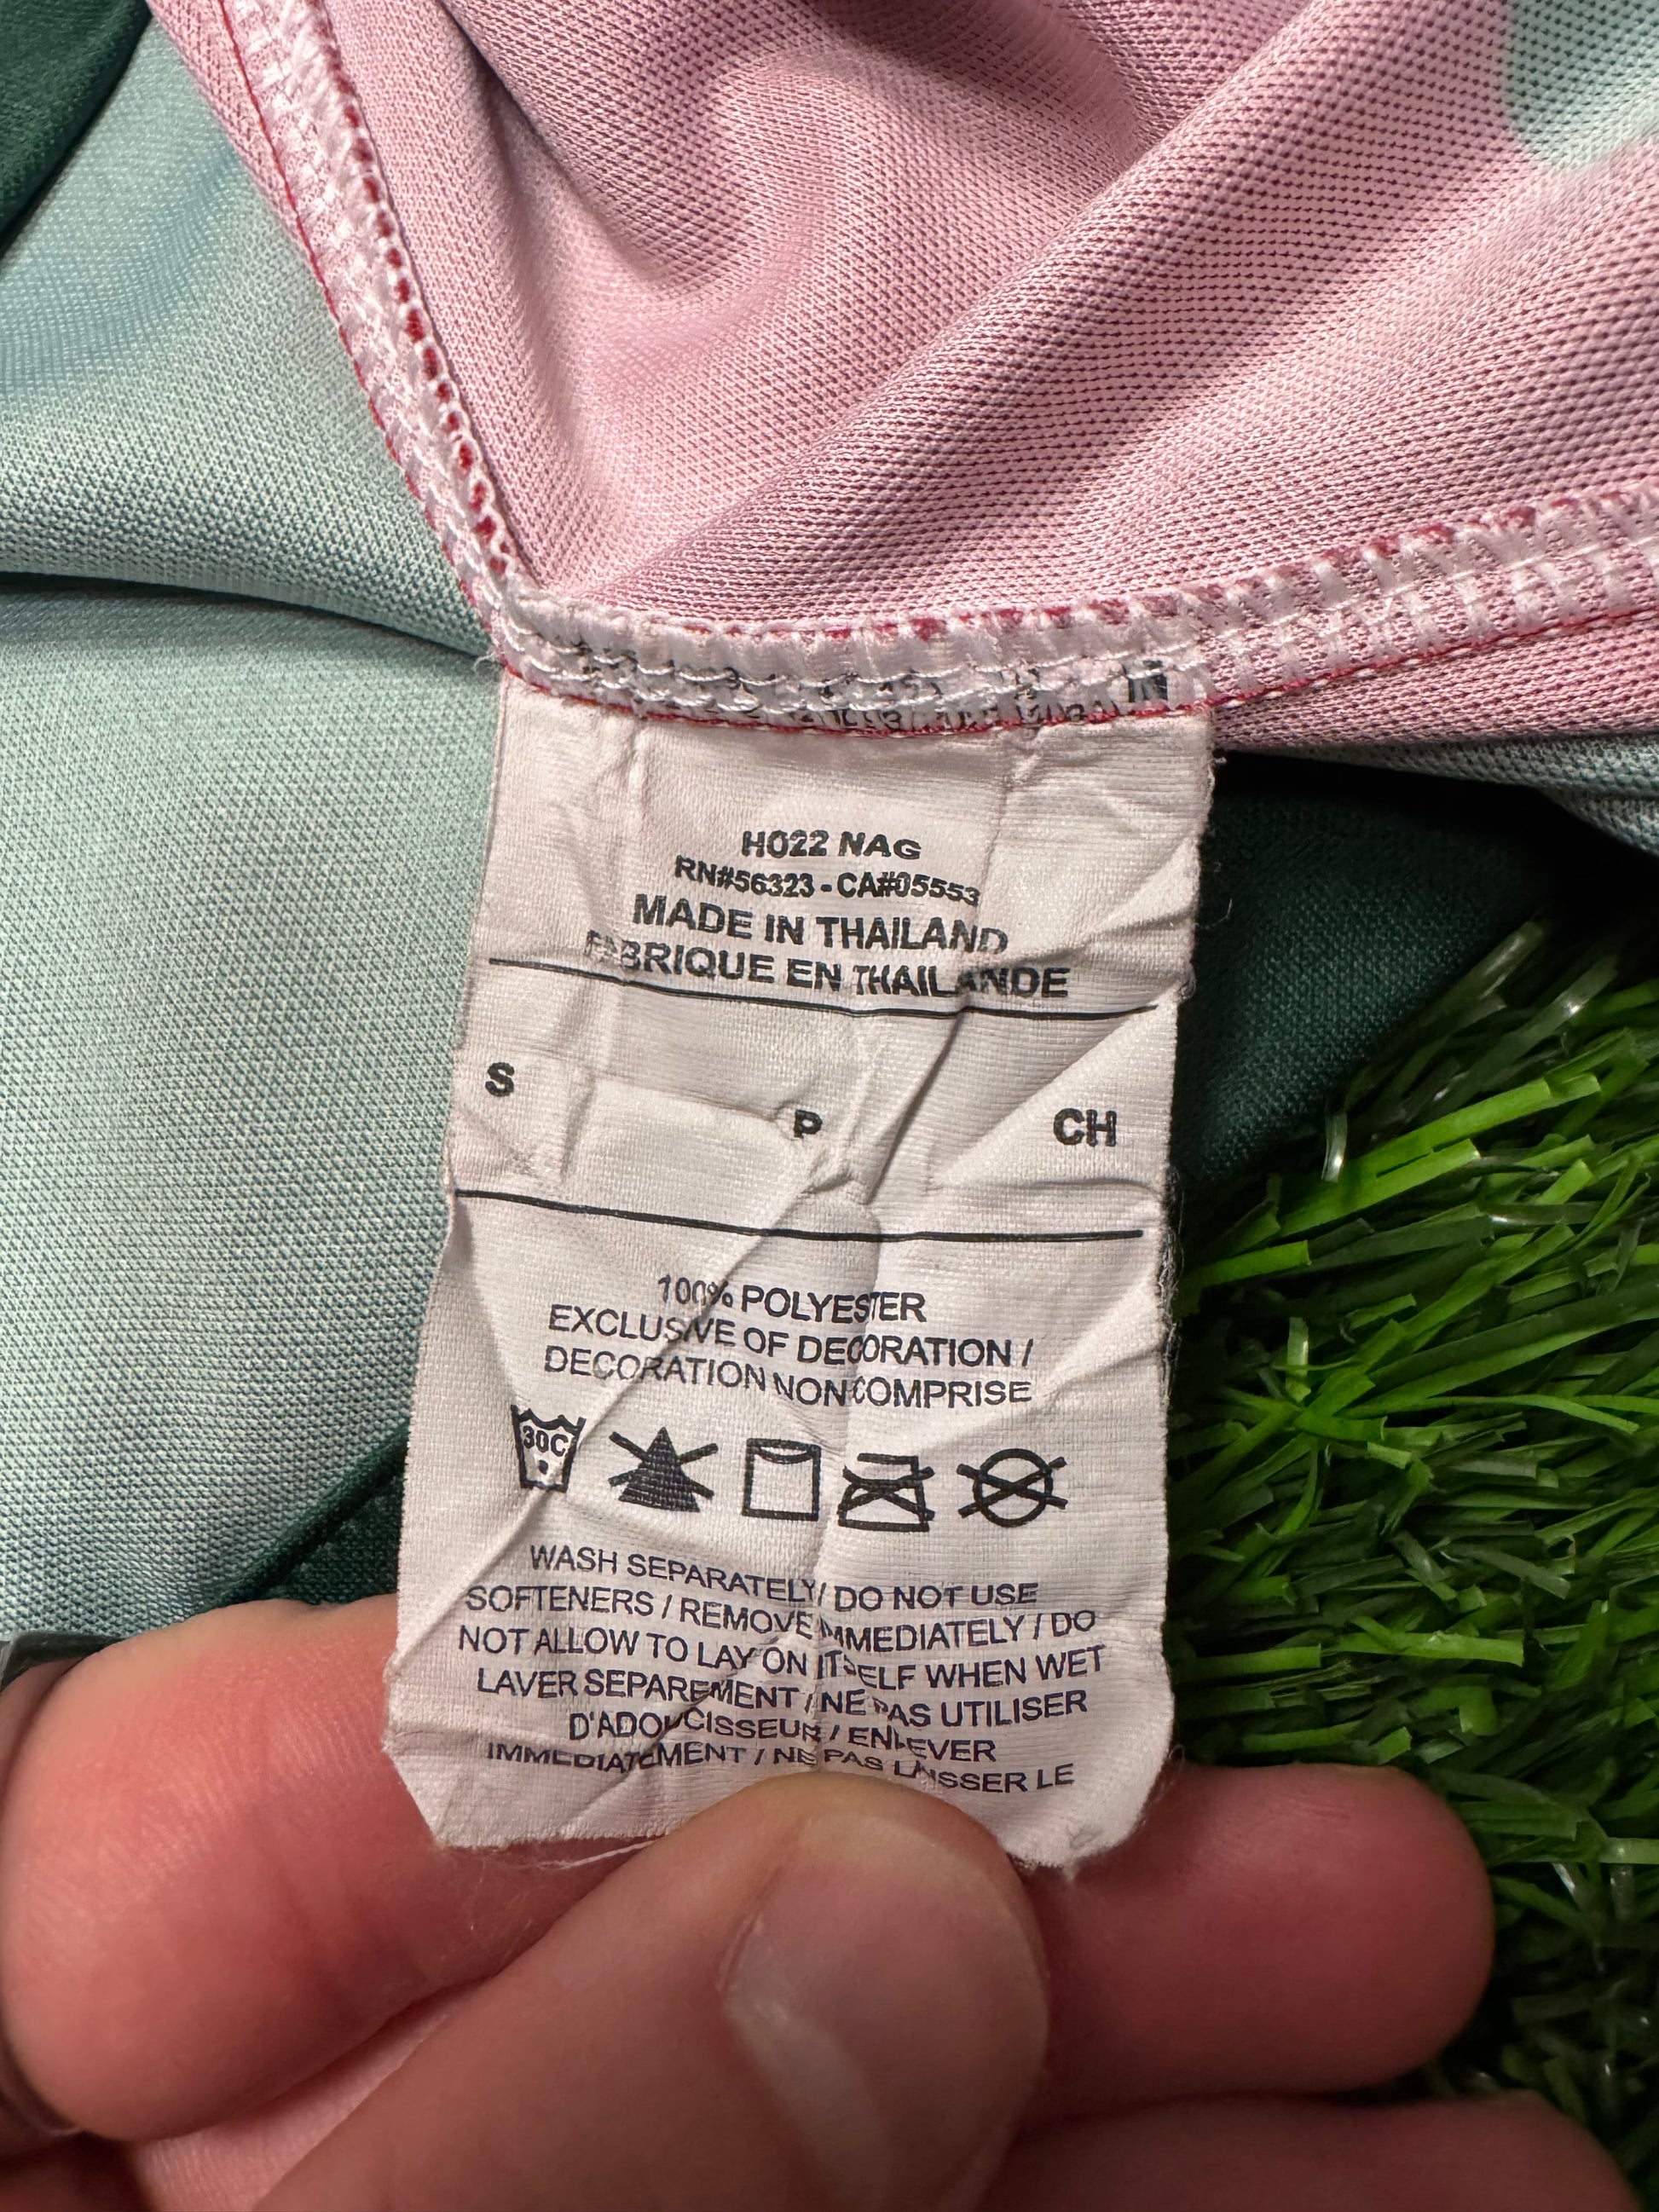 IN
HO22 NAG
RN#56323 - CA#05553
MADE IN THAILAND
FABRIQUE EN THAILANDE
S P CH
100% POLYESTER
EXCLUSIVE OF DECORATION /
DECORATION NON COMPRISE
30C
WASH SEPARATELY / DO NOT USE
SOFTENERS / REMOVE IMMEDIATELY / DO
NOT ALLOW TO LAY ON ITSELF WHEN WET
LAVER SEPAREMENT / NE PAS UTILISER
D'ADOUCISSEUR / ENLEVER
IMMEDIATEMENT / NE PAS LAISSER LE